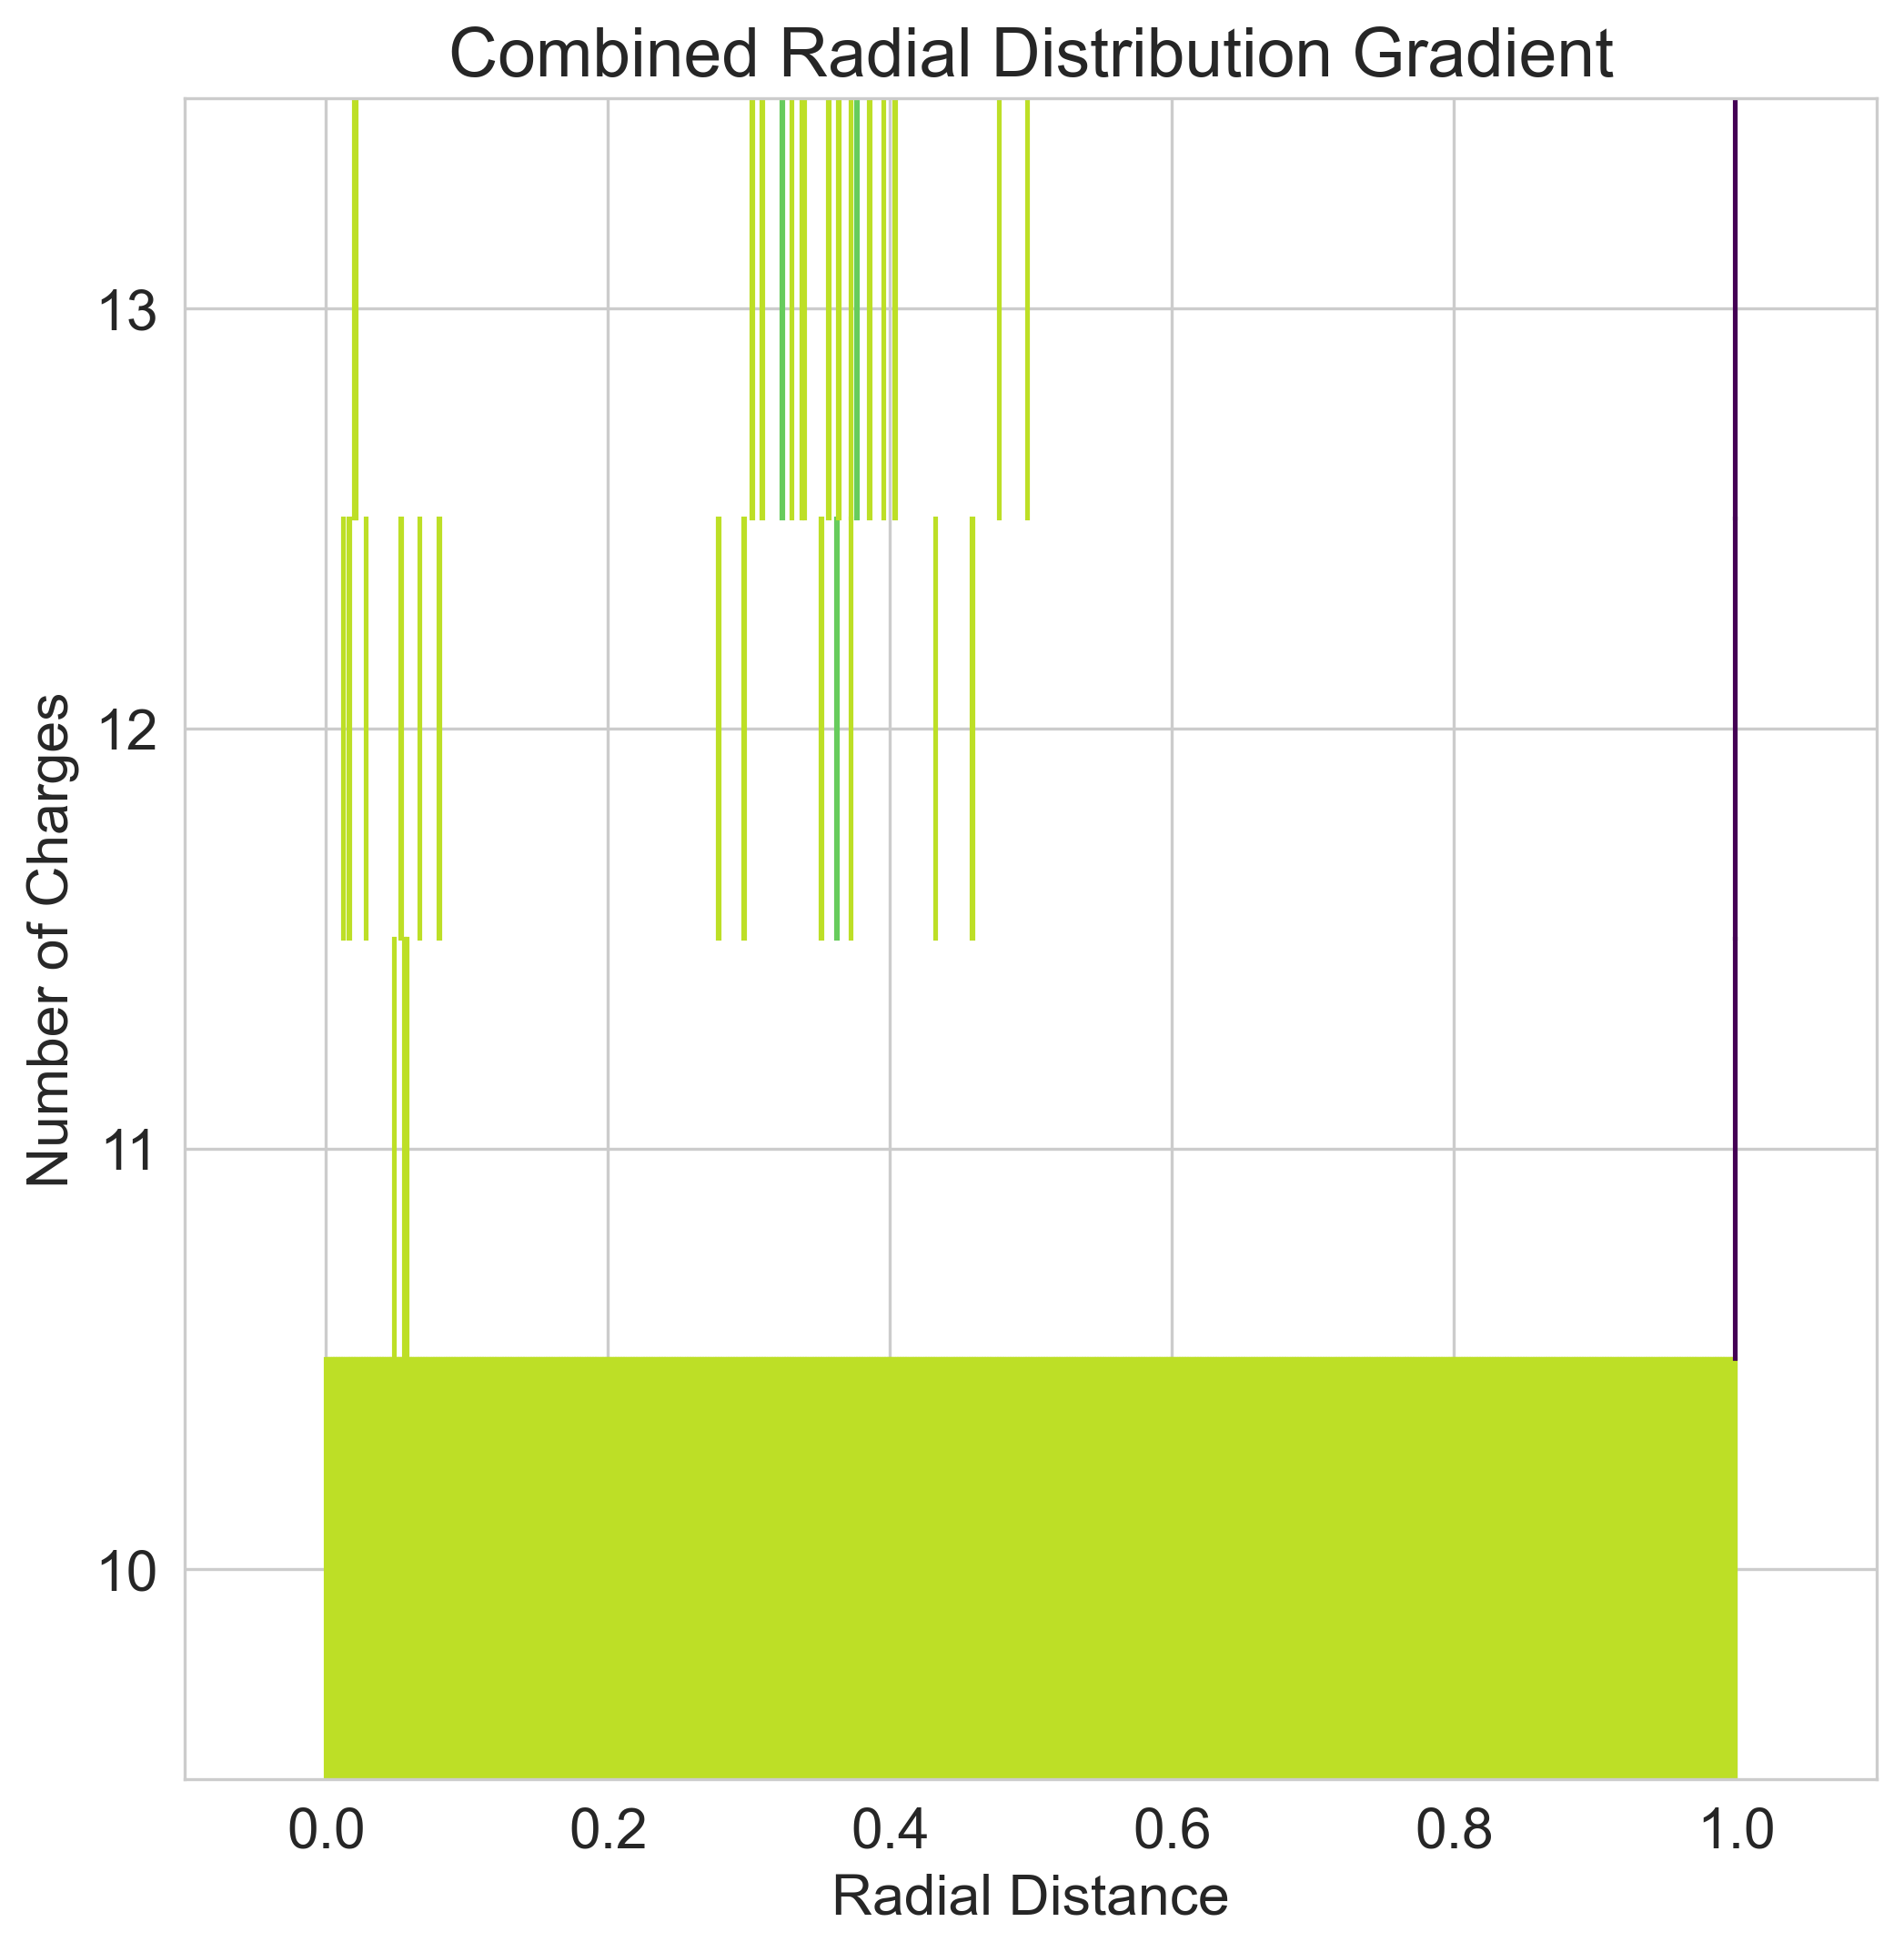 Combined Radial Distribution Gradient
Number of Charges
13
12
11
10
0.0 0.2 0.4 0.6 0.8 1.0
Radial Distance